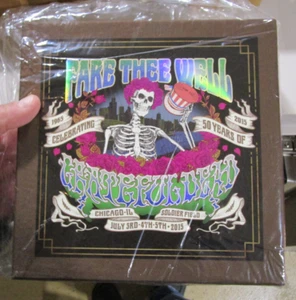 FARE THEE WELL
1965
2015
CELEBRATING
50 YEARS OF
GRATEFUL DEAD
CHICAGO-IL
SOLDIER FIELD
JULY 3RD•4TH•5TH•2015